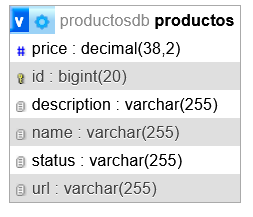 v productosdb productos
# price : decimal(38,2)
id : bigint(20)
description : varchar(255)
name : varchar(255)
status : varchar(255)
url : varchar(255)